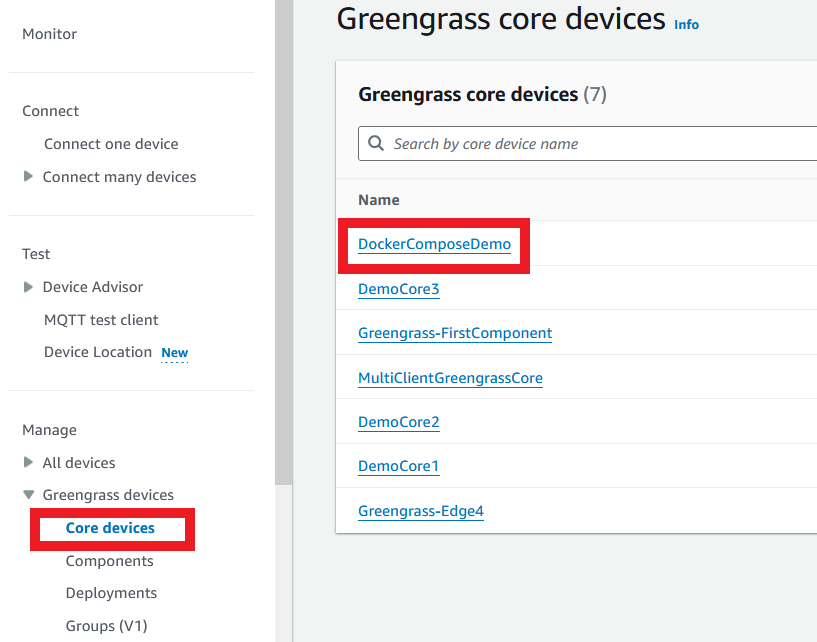 Monitor
Connect
Connect one device
Connect many devices
Test
Device Advisor
MQTT test client
Device Location New
Manage
All devices
Greengrass devices
Core devices
Components
Deployments
Groups (V1)
Greengrass core devices Info
Greengrass core devices (7)
Search by core device name
Name
DockerComposeDemo
DemoCore3
Greengrass-FirstComponent
MultiClientGreengrassCore
DemoCore2
DemoCore1
Greengrass-Edge4